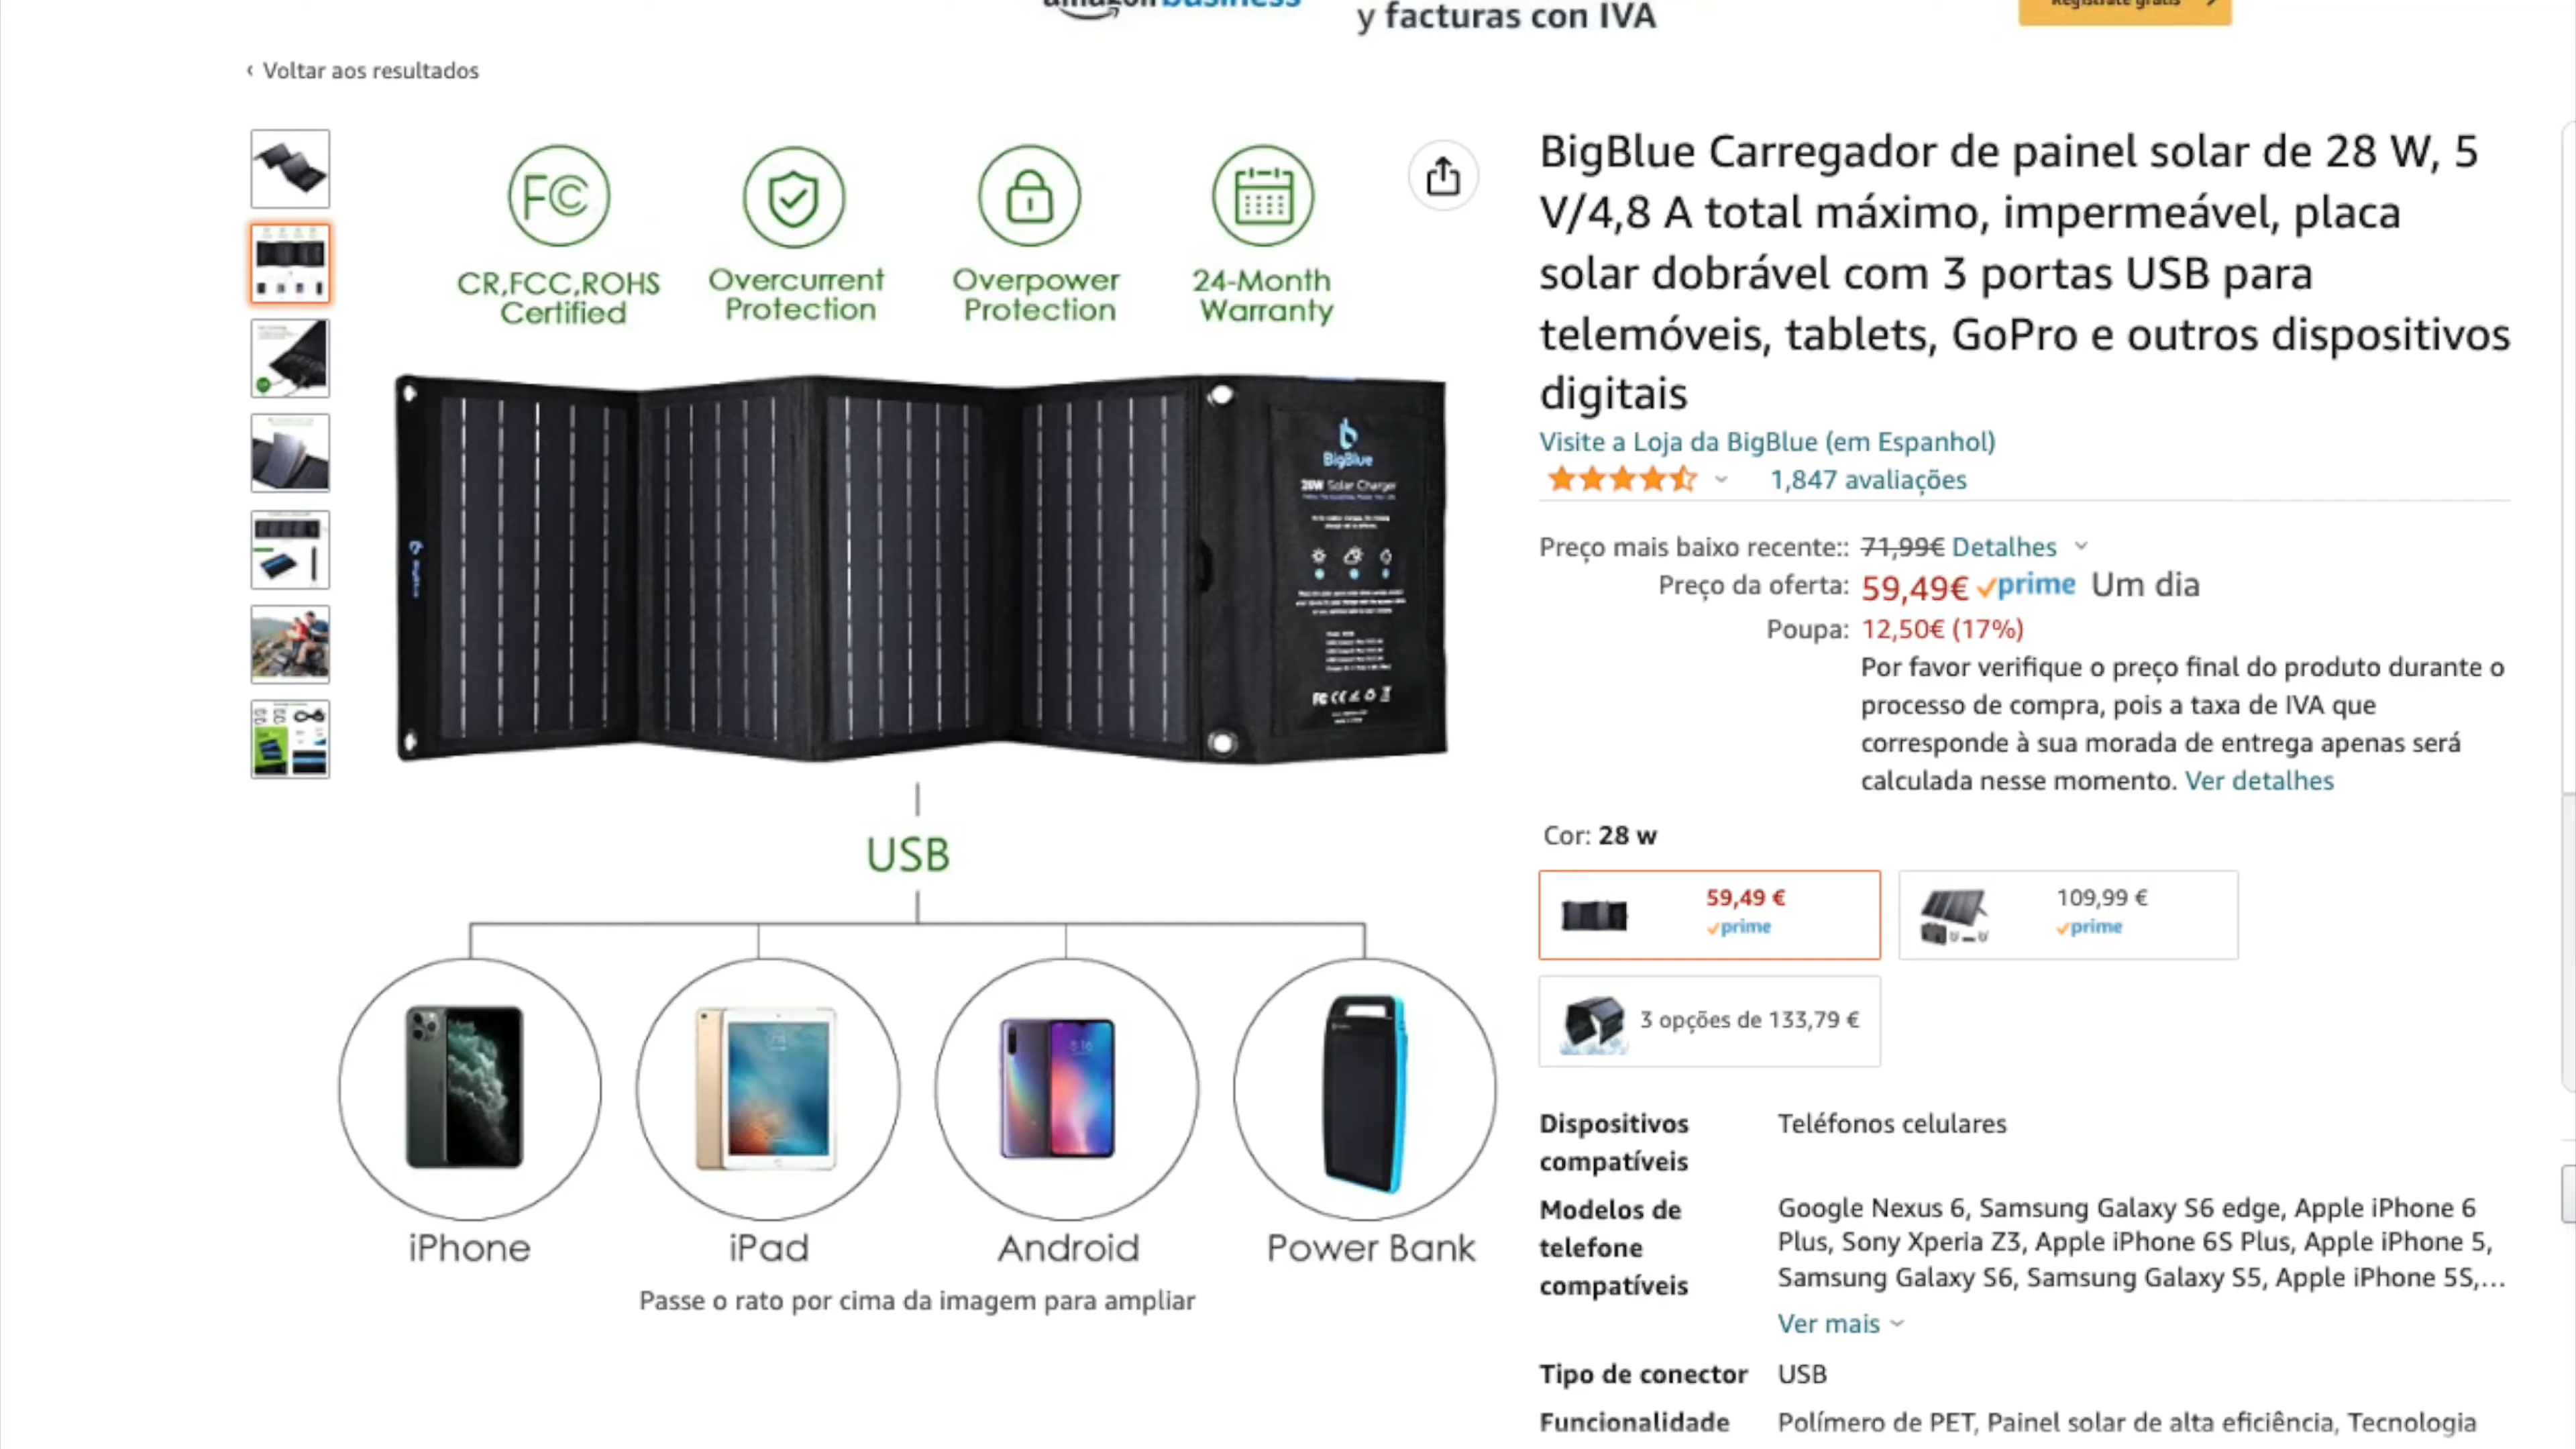 y facturas con IVA
‹ Voltar aos resultados
FC
CR,FCC,ROHS
Certified
Overcurrent
Protection
Overpower
Protection
24-Month
Warranty
BigBlue
28W Solar Charger
BigBlue
USB
iPhone
iPad
Android
Power Bank
Passe o rato por cima da imagem para ampliar
BigBlue Carregador de painel solar de 28 W, 5
V/4,8 A total máximo, impermeável, placa
solar dobrável com 3 portas USB para
telemóveis, tablets, GoPro e outros dispositivos
digitais
Visite a Loja da BigBlue (em Espanhol)
1,847 avaliações
Preço mais baixo recente:: 71,99€ Detalhes
Preço da oferta: 59,49€ prime Um dia
Poupa: 12,50€ (17%)
Por favor verifique o preço final do produto durante o
processo de compra, pois a taxa de IVA que
corresponde à sua morada de entrega apenas será
calculada nesse momento. Ver detalhes
Cor: 28 w
59,49 €
prime
109,99 €
prime
3 opções de 133,79 €
Dispositivos compatíveis Teléfonos celulares
Modelos de telefone compatíveis
Google Nexus 6, Samsung Galaxy S6 edge, Apple iPhone 6
Plus, Sony Xperia Z3, Apple iPhone 6S Plus, Apple iPhone 5,
Samsung Galaxy S6, Samsung Galaxy S5, Apple iPhone 5S,...
Ver mais
Tipo de conector USB
Funcionalidade Polímero de PET, Painel solar de alta eficiência, Tecnologia